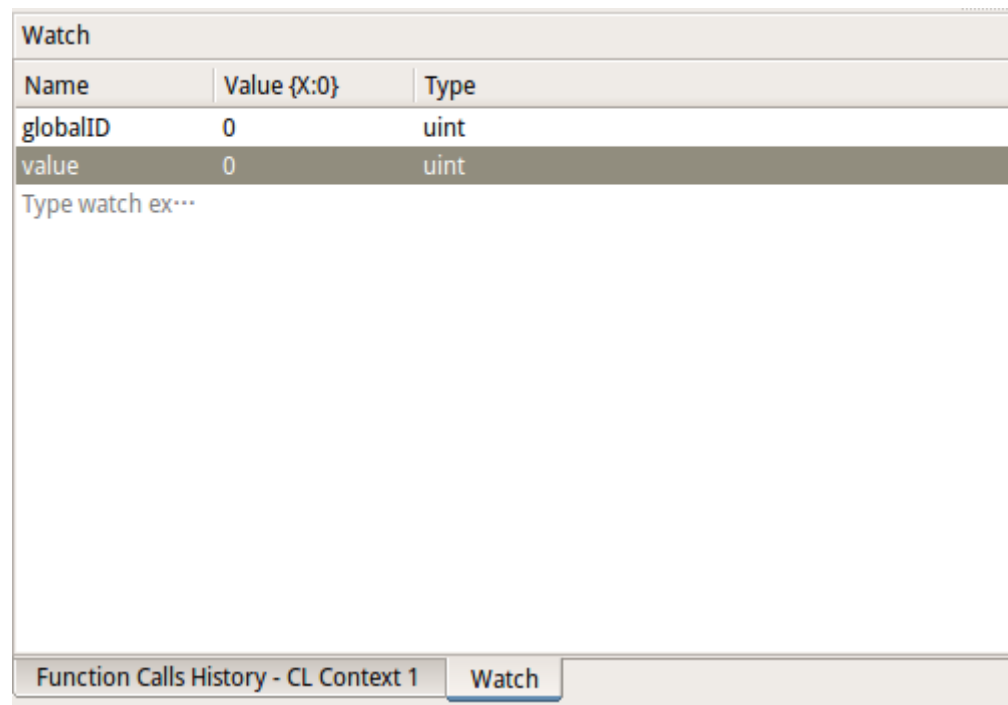 Watch
Name Value {X:0} Type
globalID 0 uint
value 0 uint
Type watch ex···
Function Calls History - CL Context 1 Watch